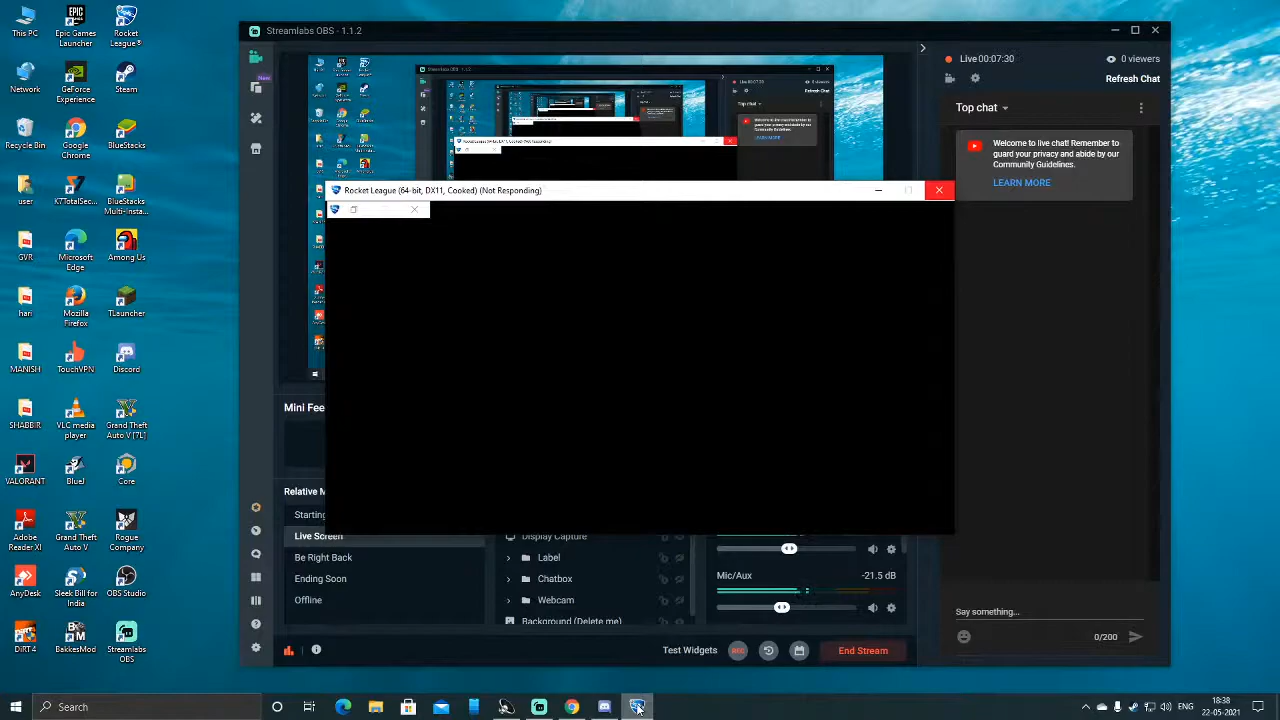 This PC
Epic Games
Launcher
Rocket
League®
GeForce
Experience
Steam
Google
Chrome
BlueStacks
user
KTaNe
BlueStacks
Multi-Insta...
GVR
Microsoft
Edge
Among Us
hari
Mozilla
Firefox
TLauncher
MANISH
TouchVPN
Discord
SHABBIR
VLC media
player
Grand Theft
Auto V [7L]
VALORANT
BlueJ
Core
Adobe
Reader XI
Grand Theft
Auto V
Rogue
Company
Sleek Bill for
India
OBS Studio
DiRT 4
BakkesMod
Streamlabs
OBS
Streamlabs OBS - 1.1.2
New
Live 00:07:30
0 viewers
Refresh Chat
Top chat
Welcome to live chat! Remember to
guard your privacy and abide by our
Community Guidelines.
LEARN MORE
Rocket League (64-bit, DX11, Cooked) (Not Responding)
Mini Fee
Relative M
Starting
Live Screen
Be Right Back
Ending Soon
Offline
Display Capture
Label
Chatbox
Webcam
Background (Delete me)
Mic/Aux
-21.5 dB
Say something...
0/200
Test Widgets
REC
End Stream
Search
18:38
22-05-2021